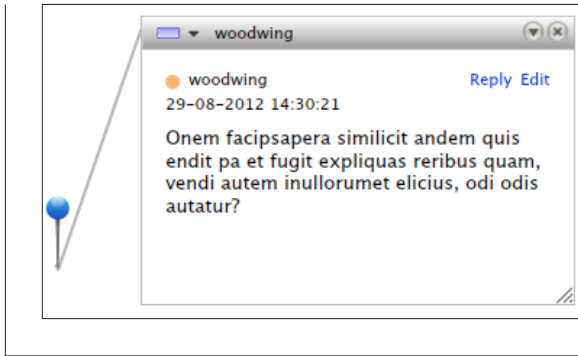 woodwing
woodwing Reply Edit
29-08-2012 14:30:21
Onem facipsapera similicit andem quis
endit pa et fugit expliquas reribus quam,
vendi autem inullorumet elicius, odi odis
autatur?